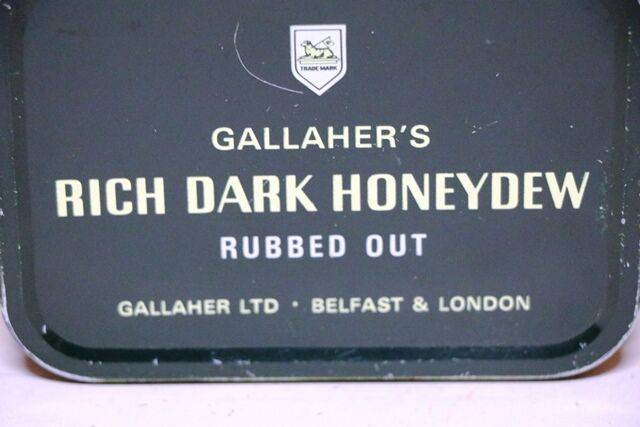 TRADE MARK
GALLAHER'S
RICH DARK HONEYDEW
RUBBED OUT
GALLAHER LTD · BELFAST & LONDON